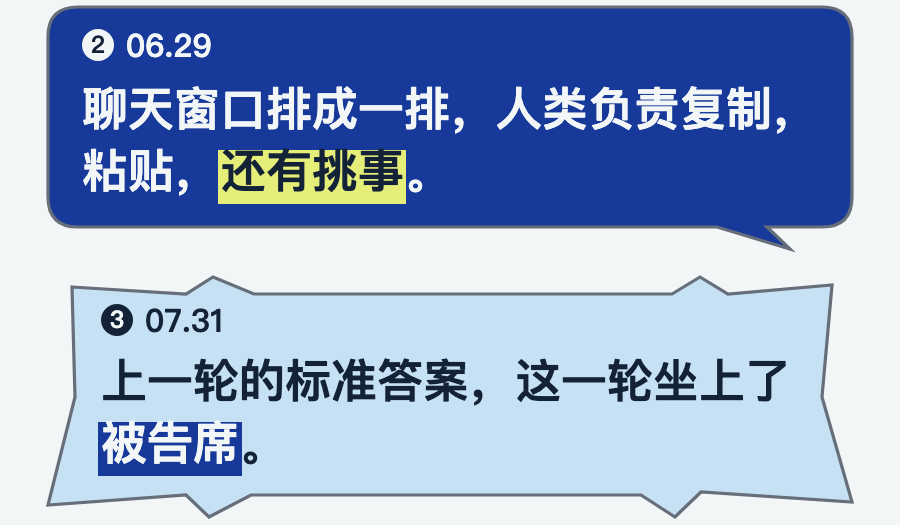 2 06.29
聊天窗口排成一排，人类负责复制，
粘贴，还有挑事。
3 07.31
上一轮的标准答案，这一轮坐上了
被告席。